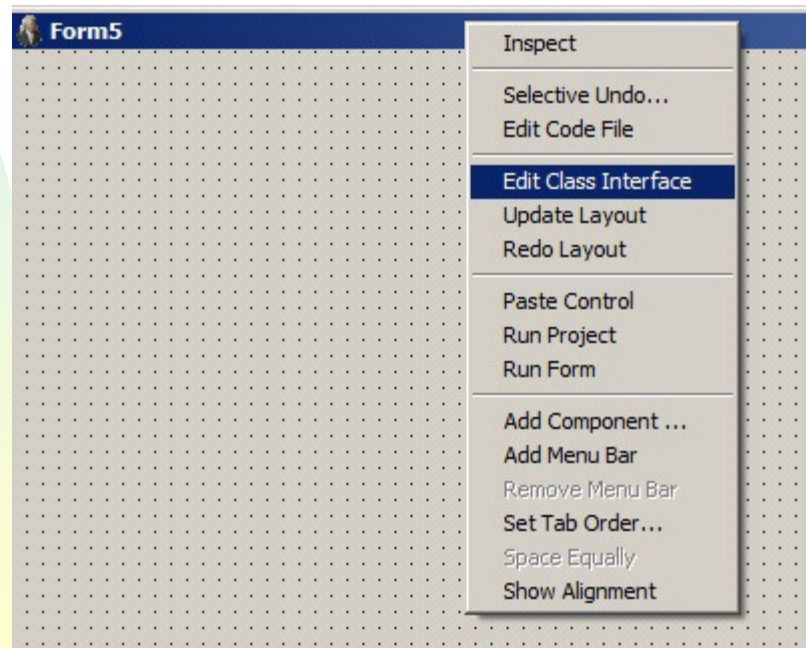 Form5
Inspect
Selective Undo...
Edit Code File
Edit Class Interface
Update Layout
Redo Layout
Paste Control
Run Project
Run Form
Add Component ...
Add Menu Bar
Remove Menu Bar
Set Tab Order...
Space Equally
Show Alignment